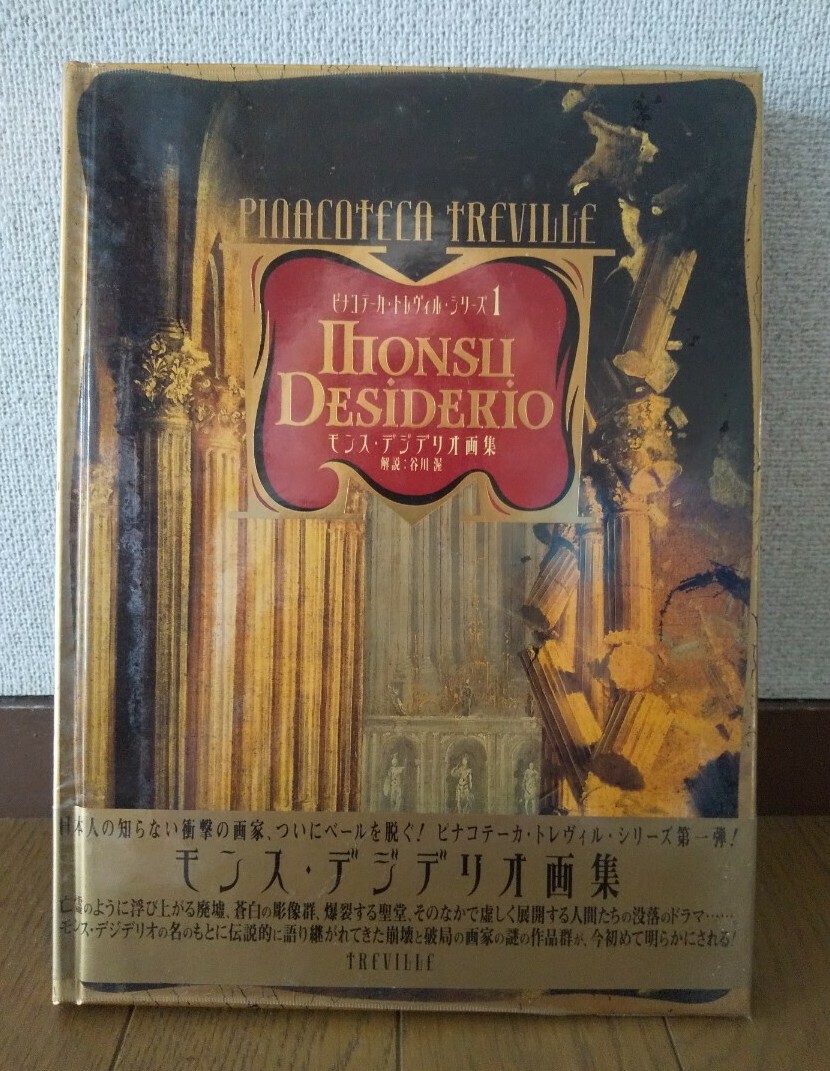 PINACOTECA TREVILLE
ピナコテーカ・トレヴィル・シリーズ1
MONSU
DESIDERIO
モンス・デジデリオ画集
解説:谷川 渥
日本人の知らない衝撃の画家、ついにベールを脱ぐ! ピナコテーカ・トレヴィル・シリーズ第一弾!
モンス・デジデリオ画集
亡霊のように浮び上がる廃墟、蒼白の彫像群、爆裂する聖堂、そのなかで虚しく展開する人間たちの没落のドラマ……
モンス・デジデリオの名のもとに伝説的に語り継がれてきた崩壊と破局の画家の謎の作品群が、今初めて明らかにされる!
TREVILLE